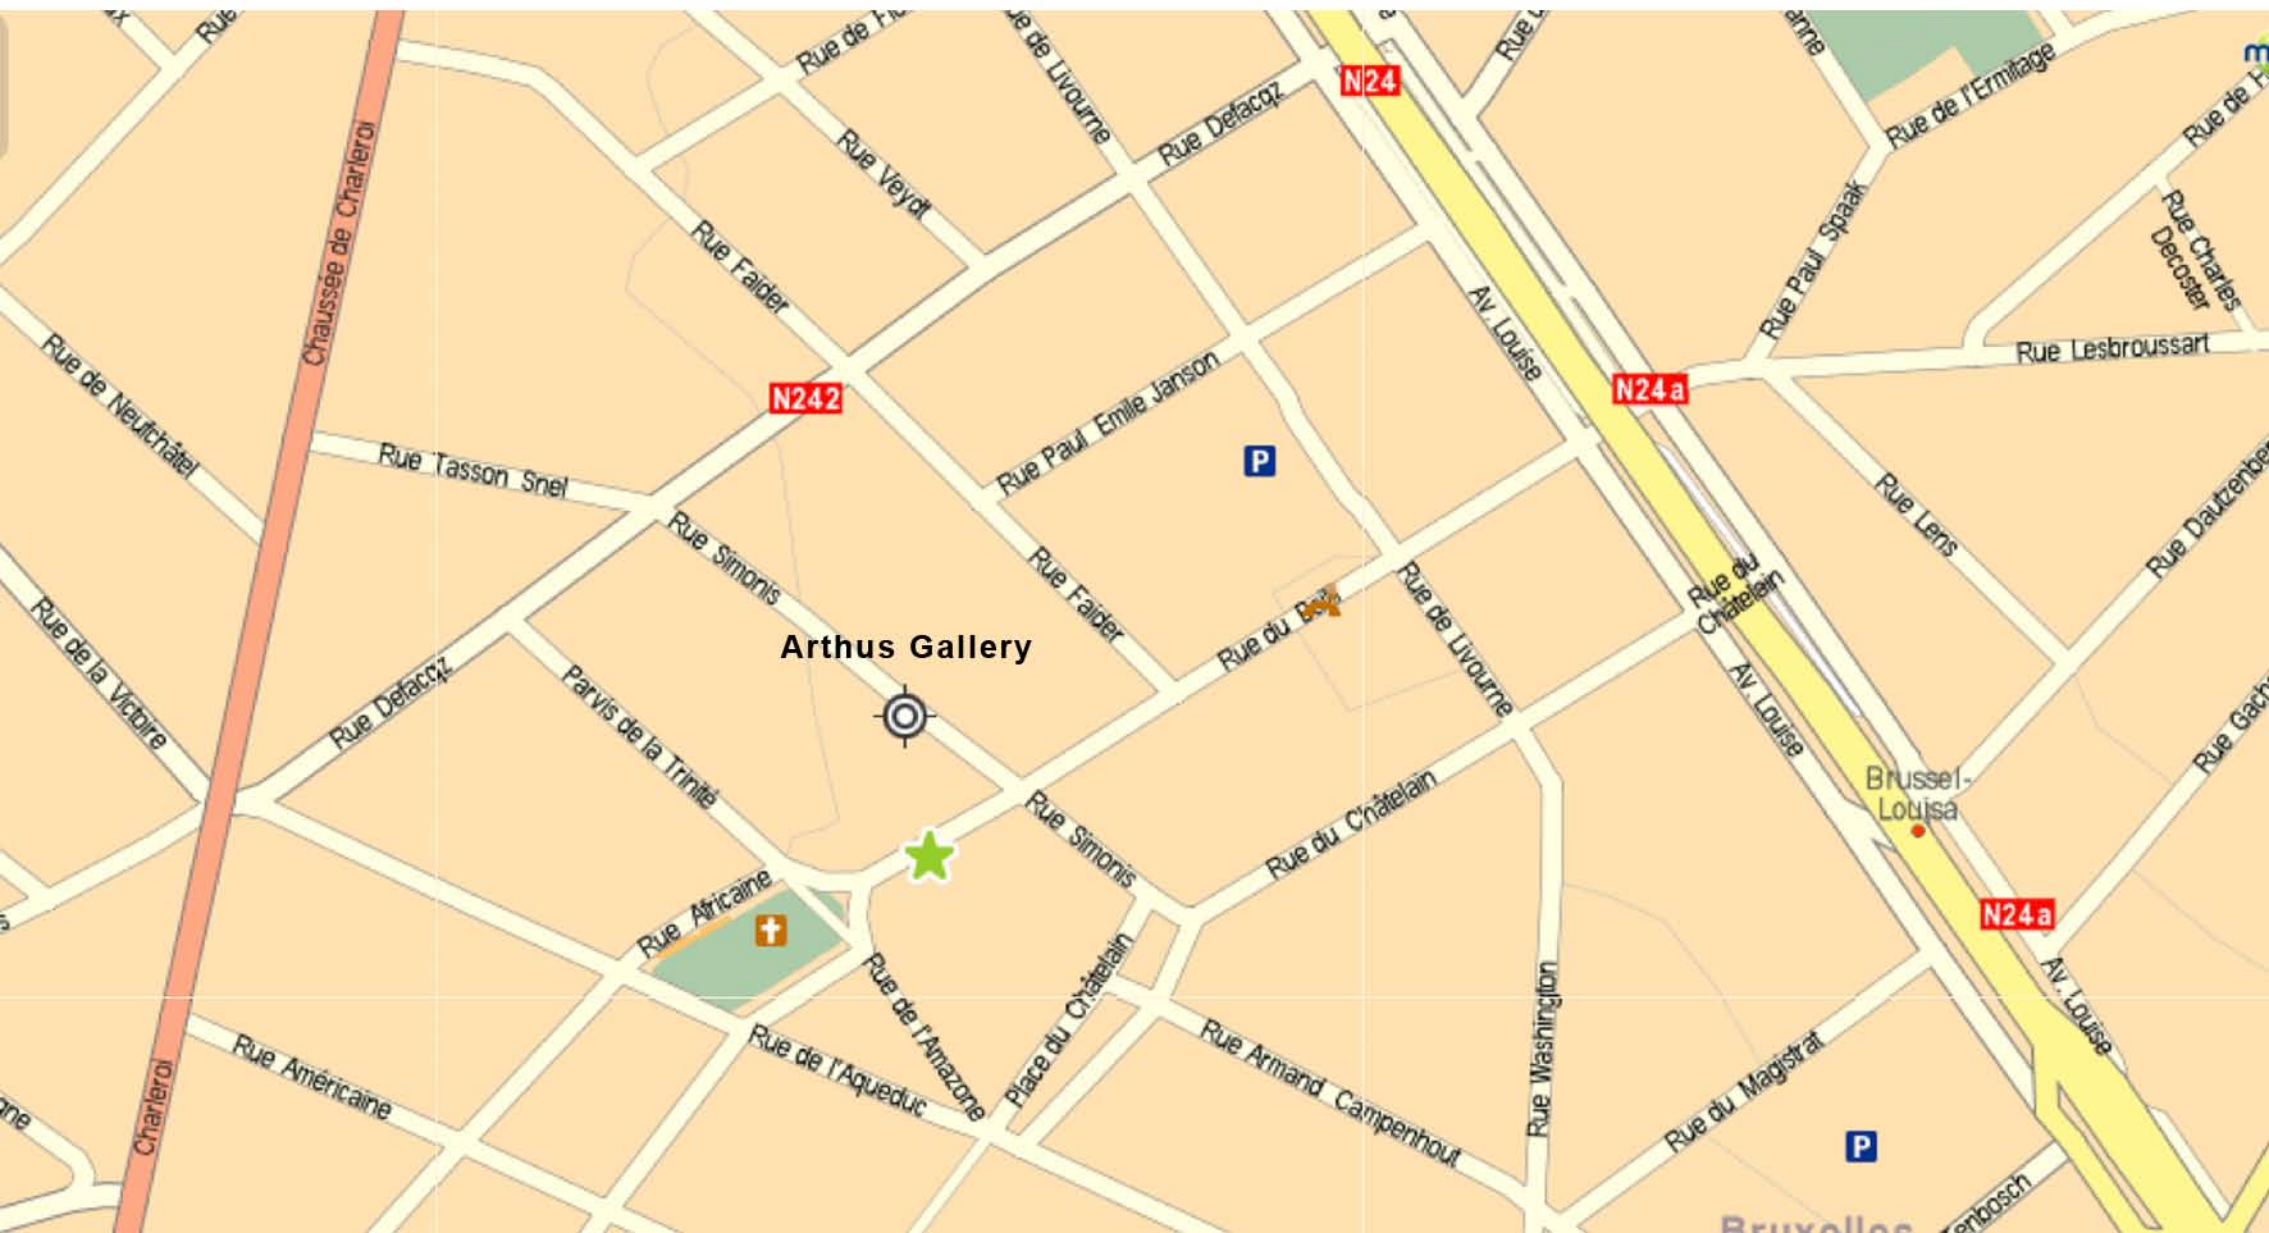 Rue
Rue de
Rue de Livourne
Rue Defacqz
N24
Rue
Rue de l'Ermitage
Rue de
Chaussée de Charleroi
Rue Veydt
Rue Faider
Av. Louise
Rue Paul Spaak
Rue Charles
Decoster
Rue Lesbroussart
Rue de Neufchâtel
N242
N24a
Rue Paul Emile Janson
P
Rue Tasson Snel
Rue Simonis
Rue Faider
Rue Lens
Rue du
Châtelain
Rue de la Victoire
Arthus Gallery
Rue du
Rue de Livourne
Rue Defacqz
Parvis de la Trinité
Av. Louise
Brussel-
Louisa
Rue Simonis
Rue du Châtelain
Rue Africaine
N24a
Rue de l'Amazone
Place du Châtelain
Av. Louise
Rue Américaine
Rue de l'Aqueduc
Rue Armand Campenhout
Rue Washington
Rue du Magistrat
Charleroi
P
Bruxelles